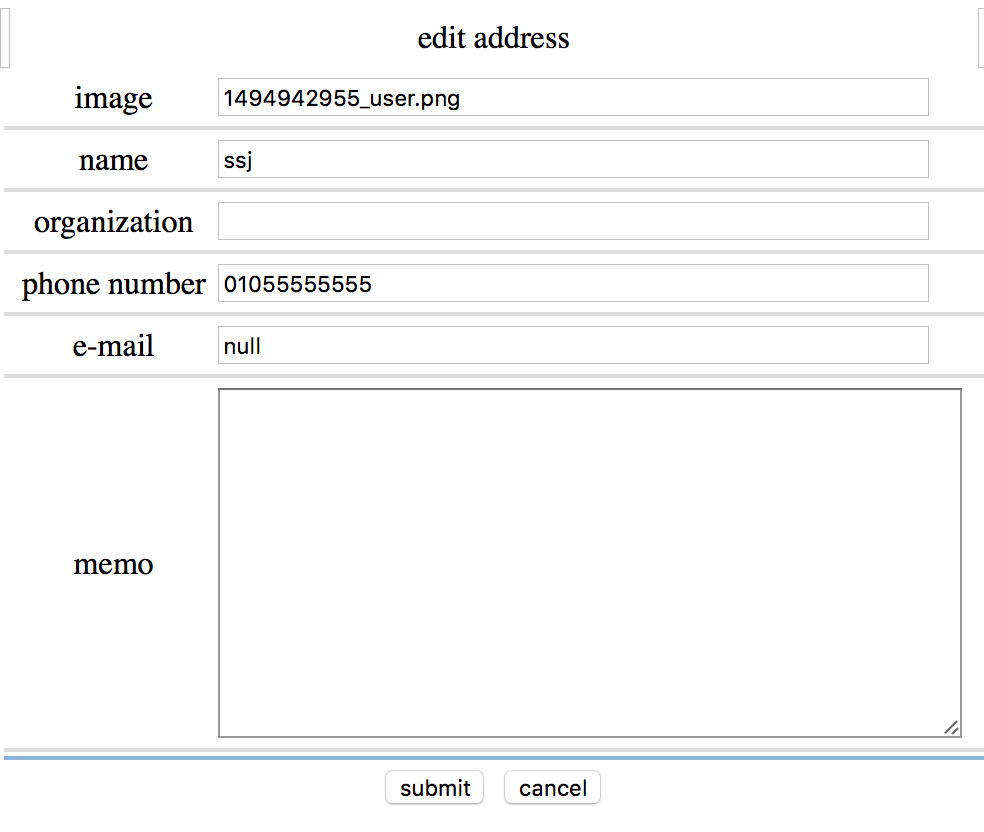 edit address
image 1494942955_user.png
name ssj
organization
phone number 01055555555
e-mail null
memo
submit cancel